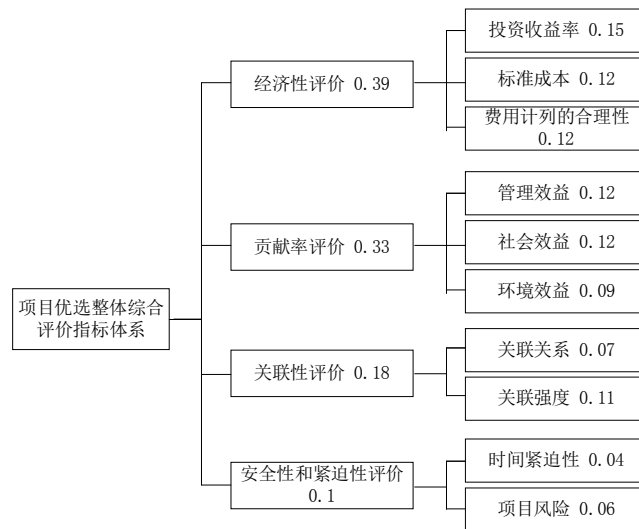 项目优选整体综合
评价指标体系
经济性评价 0.39
投资收益率 0.15
标准成本 0.12
费用计列的合理性
0.12
贡献率评价 0.33
管理效益 0.12
社会效益 0.12
环境效益 0.09
关联性评价 0.18
关联关系 0.07
关联强度 0.11
安全性和紧迫性评价
0.1
时间紧迫性 0.04
项目风险 0.06